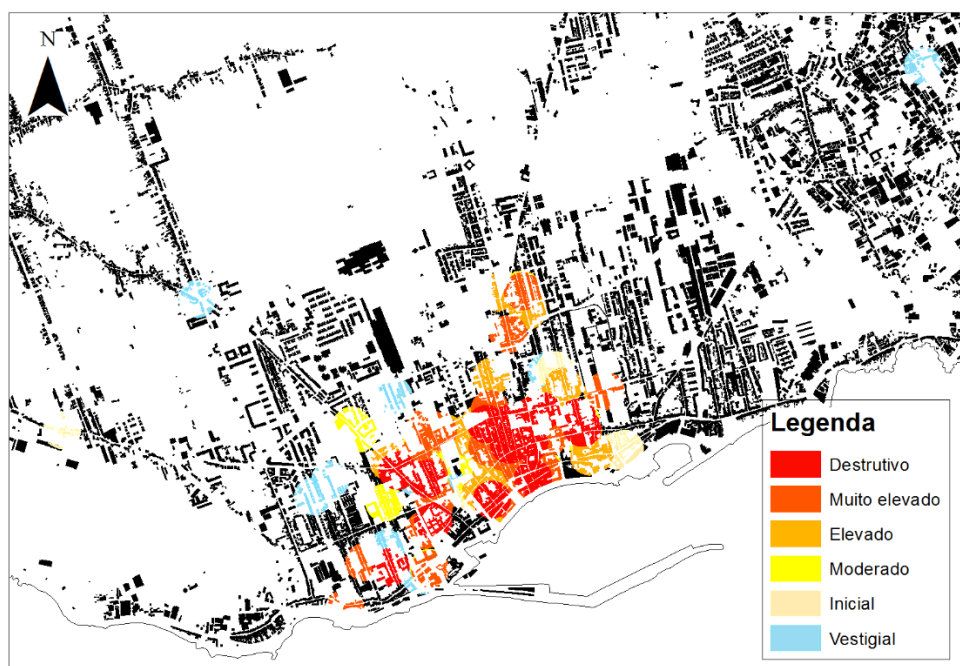 N
Legenda
Destrutivo
Muito elevado
Elevado
Moderado
Inicial
Vestigial